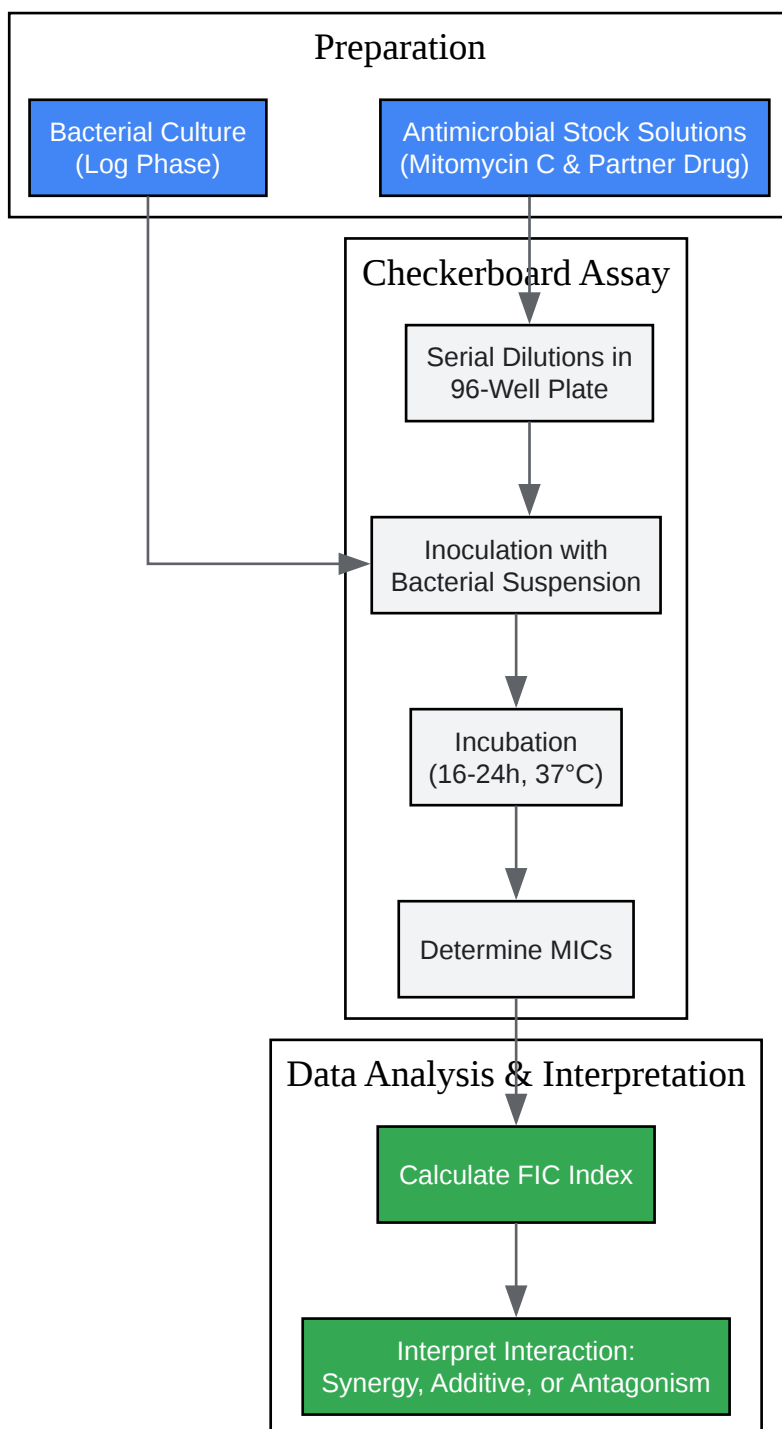 Preparation
Bacterial Culture
(Log Phase)
Antimicrobial Stock Solutions
(Mitomycin C & Partner Drug)
Checkerboard Assay
Serial Dilutions in
96-Well Plate
Inoculation with
Bacterial Suspension
Incubation
(16-24h, 37°C)
Determine MICs
Data Analysis & Interpretation
Calculate FIC Index
Interpret Interaction:
Synergy, Additive, or Antagonism